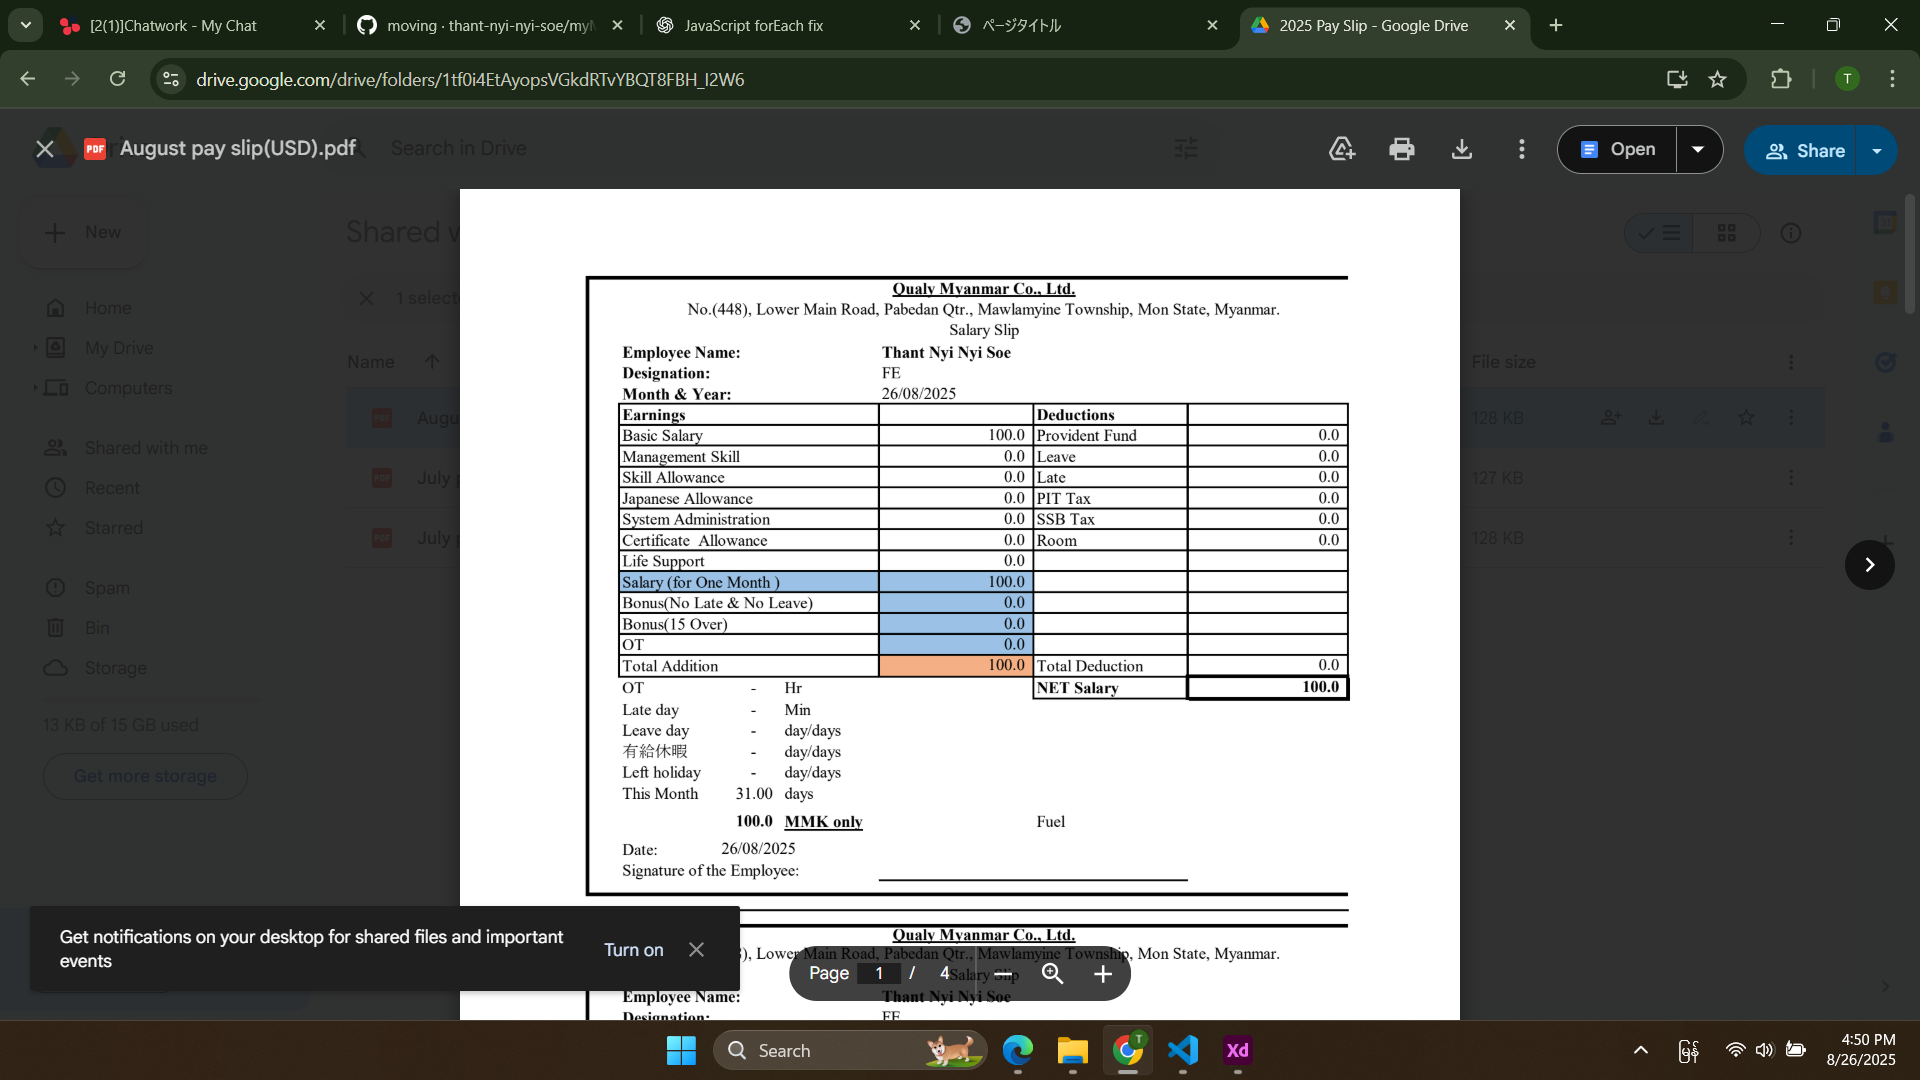 [2(1)]Chatwork - My Chat
moving · thant-nyi-nyi-soe/my
JavaScript forEach fix
ページタイトル
2025 Pay Slip - Google Drive
drive.google.com/drive/folders/1tf0i4EtAyopsVGkdRTvYBQT8FBH_I2W6
T
PDF August pay slip(USD).pdf
Search in Drive
Open
Share
New
Shared w
Home
1 select
My Drive
Name
File size
Computers
Augu
128 KB
Shared with me
July p
127 KB
Recent
Starred
July p
128 KB
Spam
Bin
Storage
13 KB of 15 GB used
Get more storage
Qualy Myanmar Co., Ltd.
No.(448), Lower Main Road, Pabedan Qtr., Mawlamyine Township, Mon State, Myanmar.
Salary Slip
Employee Name: Thant Nyi Nyi Soe
Designation: FE
Month & Year: 26/08/2025
Earnings Deductions
Basic Salary 100.0 Provident Fund 0.0
Management Skill 0.0 Leave 0.0
Skill Allowance 0.0 Late 0.0
Japanese Allowance 0.0 PIT Tax 0.0
System Administration 0.0 SSB Tax 0.0
Certificate Allowance 0.0 Room 0.0
Life Support 0.0
Salary (for One Month ) 100.0
Bonus(No Late & No Leave) 0.0
Bonus(15 Over) 0.0
OT 0.0
Total Addition 100.0 Total Deduction 0.0
OT - Hr NET Salary 100.0
Late day - Min
Leave day - day/days
有給休暇 - day/days
Left holiday - day/days
This Month 31.00 days
100.0 MMK only Fuel
Date: 26/08/2025
Signature of the Employee:
Qualy Myanmar Co., Ltd.
), Lower Main Road, Pabedan Qtr., Mawlamyine Township, Mon State, Myanmar.
Salary Slip
Employee Name: Thant Nyi Nyi Soe
Designation: FE
Get notifications on your desktop for shared files and important
events
Turn on
Page 1 / 4
Search
Xd
မြန်
4:50 PM
8/26/2025